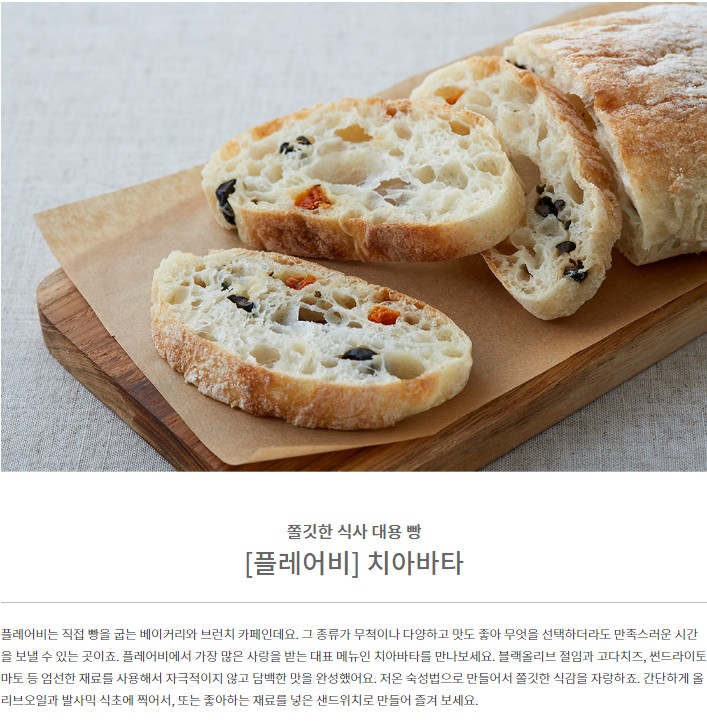 쫄깃한 식사 대용 빵
[플레어비] 치아바타
플레어비는 직접 빵을 굽는 베이커리와 브런치 카페인데요. 그 종류가 무척이나 다양하고 맛도 좋아 무엇을 선택하더라도 만족스러운 시간
을 보낼 수 있는 곳이죠. 플레어비에서 가장 많은 사랑을 받는 대표 메뉴인 치아바타를 만나보세요. 블랙올리브 절임과 고다치즈, 썬드라이토
마토 등 엄선한 재료를 사용해서 자극적이지 않고 담백한 맛을 완성했어요. 저온 숙성법으로 만들어서 쫄깃한 식감을 자랑하죠. 간단하게 올
리브오일과 발사믹 식초에 찍어서, 또는 좋아하는 재료를 넣은 샌드위치로 만들어 즐겨 보세요.